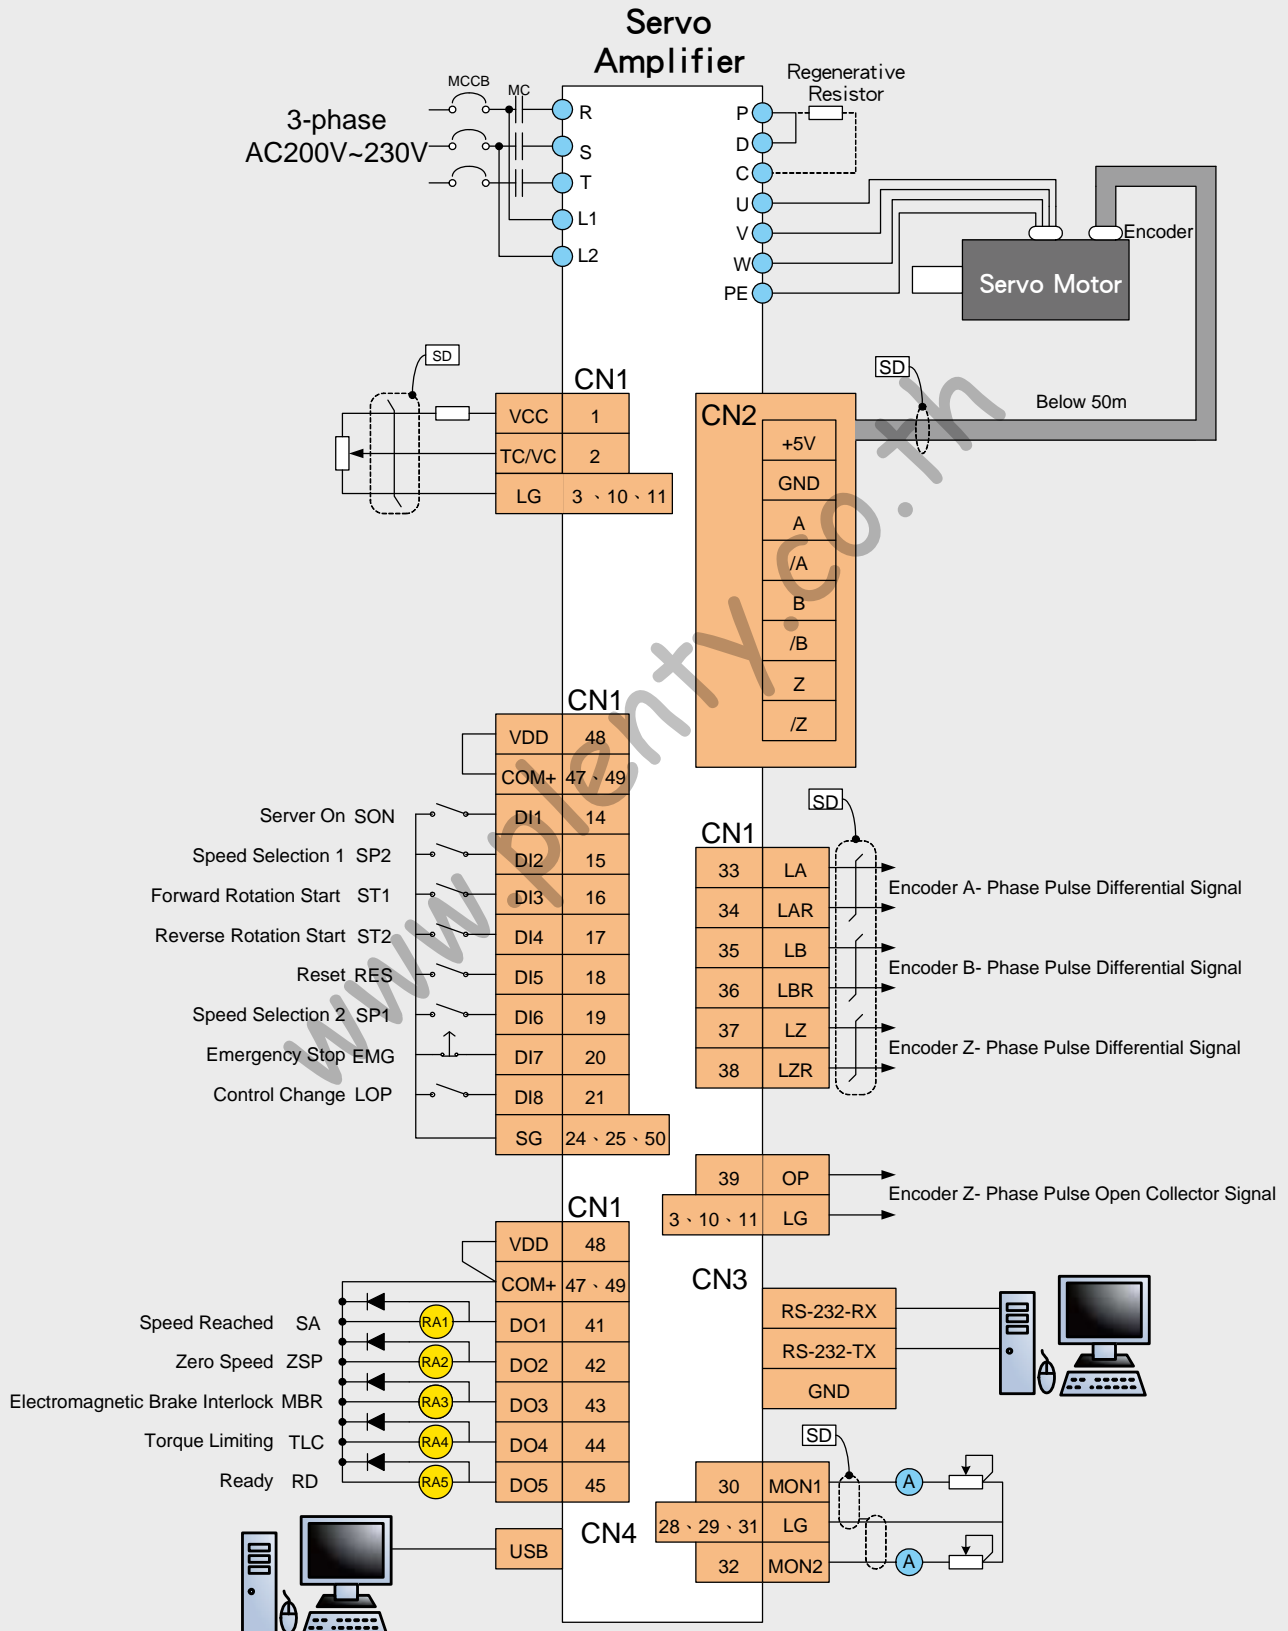 Servo
Amplifier
MCCB
MC
3-phase
AC200V~230V
R
S
T
L1
L2
Regenerative
Resistor
P
D
C
U
V
W
PE
Encoder
Servo Motor
SD
CN1
VCC 1
TC/VC 2
LG 3、10、11
SD
Below 50m
CN2
+5V
GND
A
/A
B
/B
Z
/Z
CN1
VDD 48
COM+ 47、49
Server On SON DI1 14
Speed Selection 1 SP2 DI2 15
Forward Rotation Start ST1 DI3 16
Reverse Rotation Start ST2 DI4 17
Reset RES DI5 18
Speed Selection 2 SP1 DI6 19
Emergency Stop EMG DI7 20
Control Change LOP DI8 21
SG 24、25、50
SD
CN1
33 LA
Encoder A- Phase Pulse Differential Signal
34 LAR
35 LB
Encoder B- Phase Pulse Differential Signal
36 LBR
37 LZ
Encoder Z- Phase Pulse Differential Signal
38 LZR
39 OP
Encoder Z- Phase Pulse Open Collector Signal
3、10、11 LG
CN1
VDD 48
COM+ 47、49
Speed Reached SA RA1 DO1 41
Zero Speed ZSP RA2 DO2 42
Electromagnetic Brake Interlock MBR RA3 DO3 43
Torque Limiting TLC RA4 DO4 44
Ready RD RA5 DO5 45
CN3
RS-232-RX
RS-232-TX
GND
SD
30 MON1 A
28、29、31 LG
32 MON2 A
CN4
USB
www.plenty.co.th